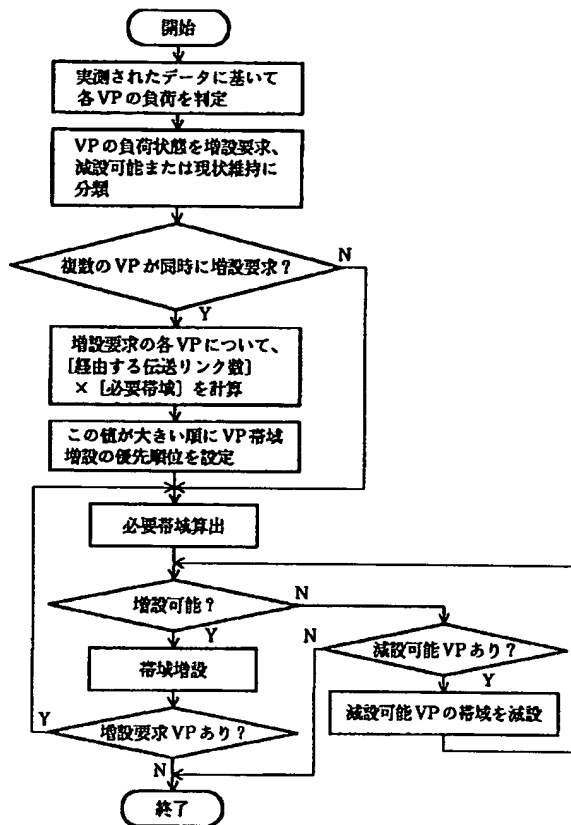 開始
実測されたデータに基いて
各VPの負荷を判定
VPの負荷状態を増設要求、
減設可能または現状維持に
分類
複数のVPが同時に増設要求？
N
Y
増設要求の各VPについて、
[経由する伝送リンク数]
× [必要帯域] を計算
この値が大きい順にVP帯域
増設の優先順位を設定
必要帯域算出
増設可能？
N
Y
減設可能VPあり？
N
Y
帯域増設
減設可能VPの帯域を減設
増設要求VPあり？
Y
N
終了